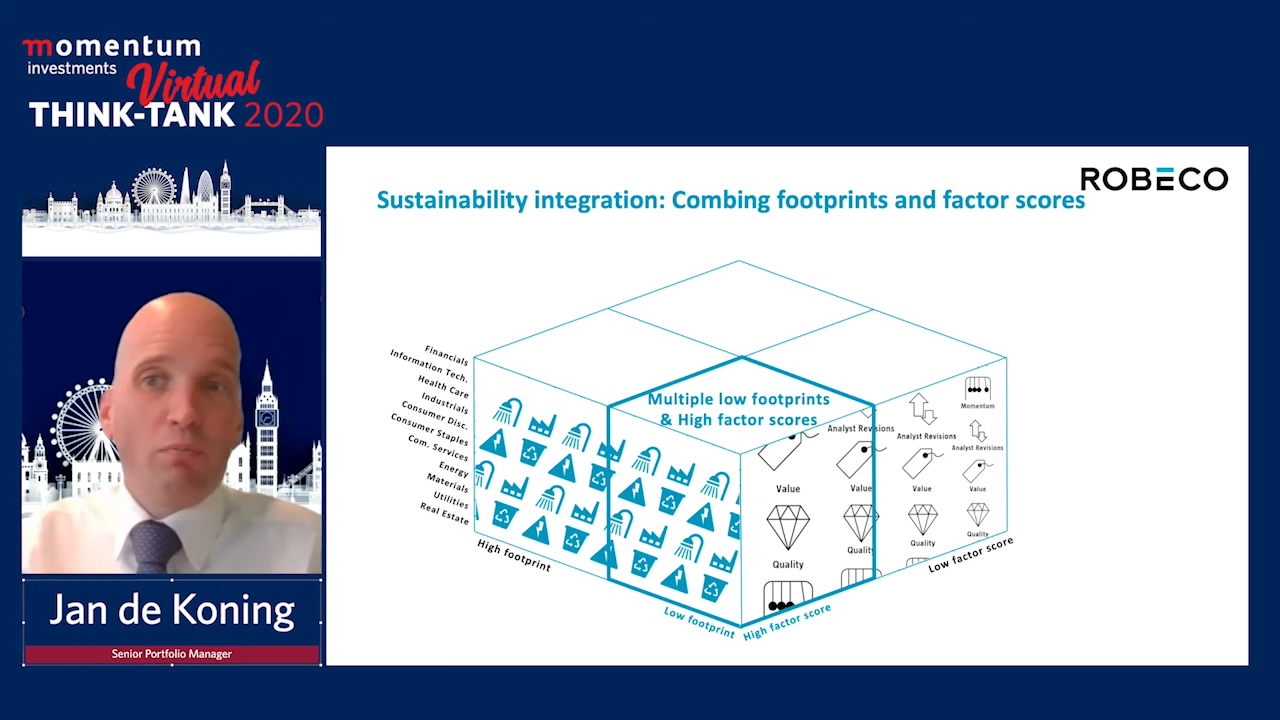 momentum
investments
Virtual
THINK-TANK 2020
ROBECO
Sustainability integration: Combing footprints and factor scores
Financials
Information Tech.
Health Care
Industrials
Consumer Disc.
Consumer Staples
Com. Services
Energy
Materials
Utilities
Real Estate
High footprint
Low footprint
Multiple low footprints
& High factor scores
Analyst Revisions
Value
Quality
Value
Quality
Analyst Revisions
Value
Quality
Momentum
Analyst Revisions
Value
Quality
High factor score
Low factor score
Jan de Koning
Senior Portfolio Manager